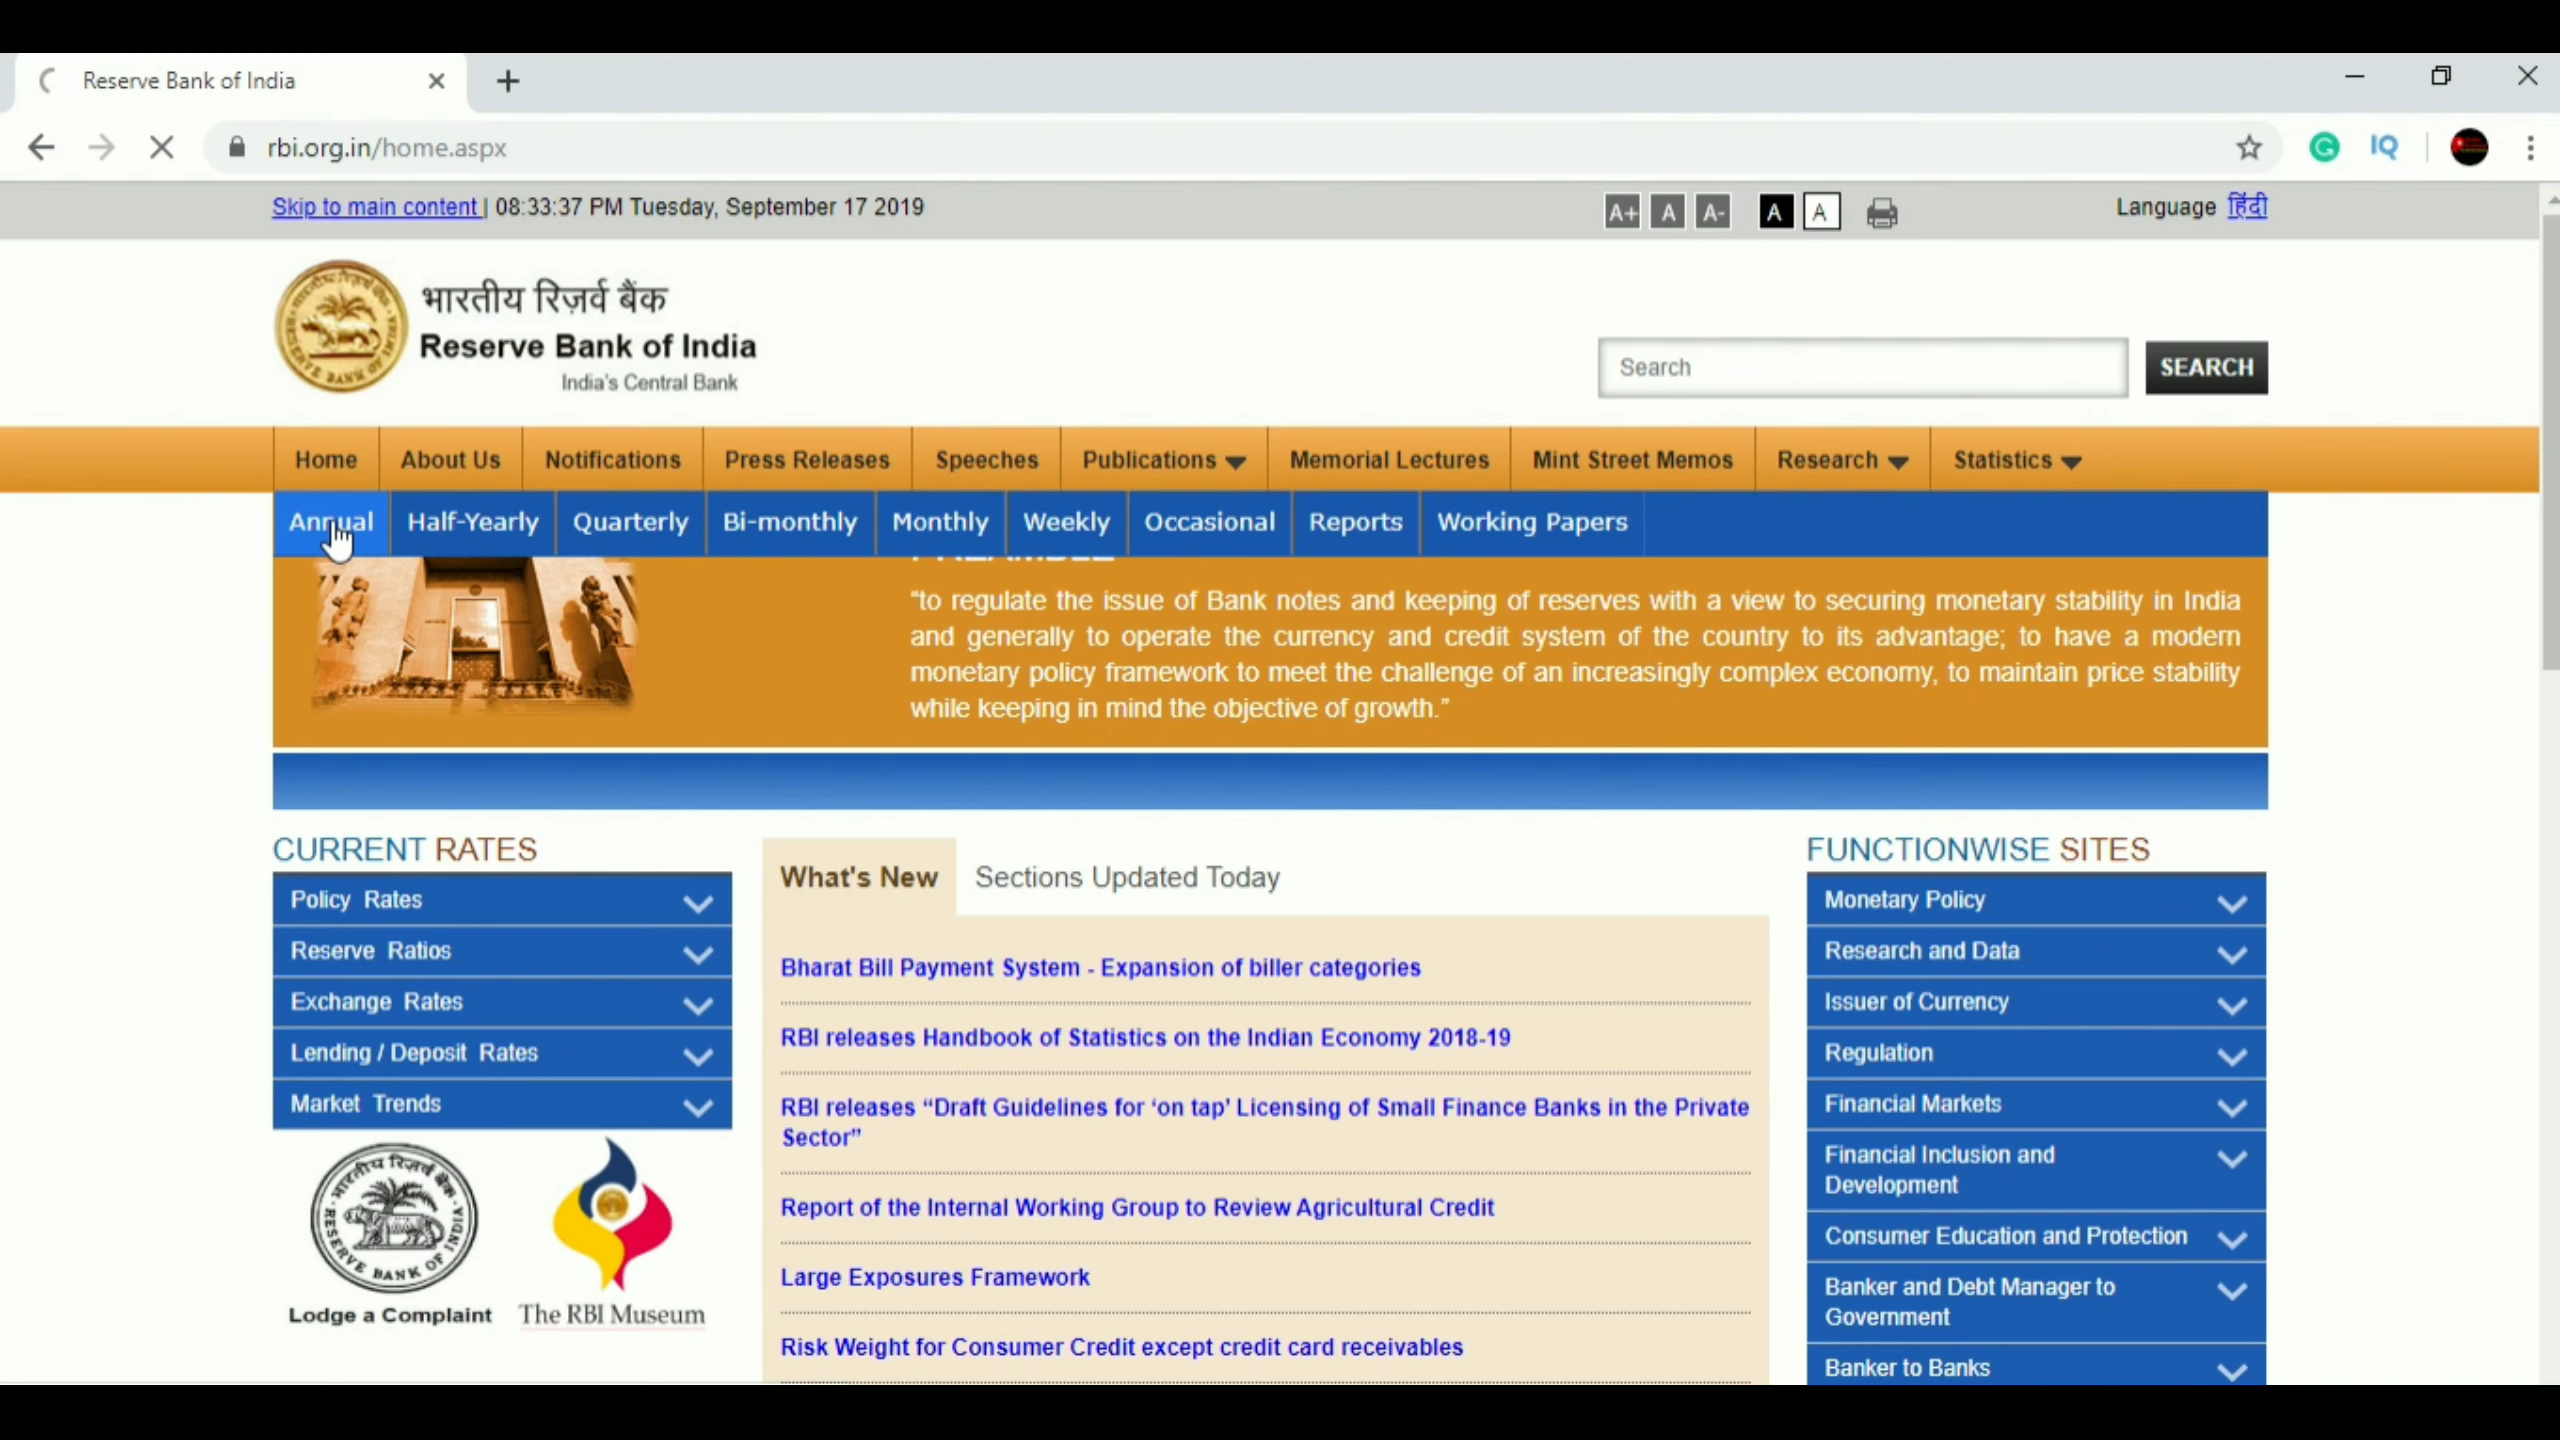 Reserve Bank of India
rbi.org.in/home.aspx
IQ
Skip to main content | 08:33:37 PM Tuesday, September 17 2019
A+ A A- A A
Language हिंदी
भारतीय रिज़र्व बैंक
Reserve Bank of India
India's Central Bank
Search
SEARCH
Home About Us Notifications Press Releases Speeches Publications Memorial Lectures Mint Street Memos Research Statistics
Annual Half-Yearly Quarterly Bi-monthly Monthly Weekly Occasional Reports Working Papers
“to regulate the issue of Bank notes and keeping of reserves with a view to securing monetary stability in India
and generally to operate the currency and credit system of the country to its advantage; to have a modern
monetary policy framework to meet the challenge of an increasingly complex economy, to maintain price stability
while keeping in mind the objective of growth.”
CURRENT RATES
Policy Rates
Reserve Ratios
Exchange Rates
Lending / Deposit Rates
Market Trends
भारतीय रिज़र्व बैंक
RESERVE BANK OF INDIA
Lodge a Complaint
The RBI Museum
What's New
Sections Updated Today
Bharat Bill Payment System - Expansion of biller categories
RBI releases Handbook of Statistics on the Indian Economy 2018-19
RBI releases “Draft Guidelines for ‘on tap’ Licensing of Small Finance Banks in the Private
Sector”
Report of the Internal Working Group to Review Agricultural Credit
Large Exposures Framework
Risk Weight for Consumer Credit except credit card receivables
FUNCTIONWISE SITES
Monetary Policy
Research and Data
Issuer of Currency
Regulation
Financial Markets
Financial Inclusion and
Development
Consumer Education and Protection
Banker and Debt Manager to
Government
Banker to Banks